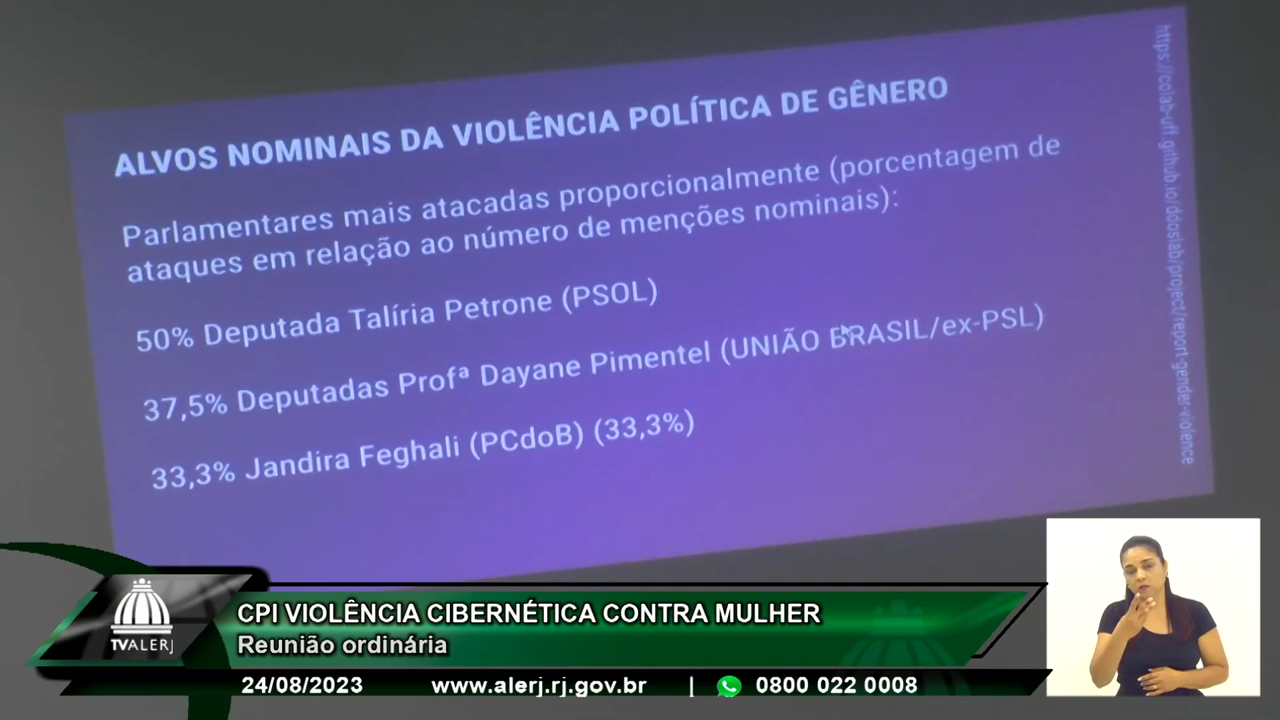 ALVOS NOMINAIS DA VIOLÊNCIA POLÍTICA DE GÊNERO
Parlamentares mais atacadas proporcionalmente (porcentagem de
ataques em relação ao número de menções nominais):
50% Deputada Talíria Petrone (PSOL)
37,5% Deputadas Profª Dayane Pimentel (UNIÃO BRASIL/ex-PSL)
33,3% Jandira Feghali (PCdoB) (33,3%)
https://colab-uff.github.io/ddoslab/project/report-gender-violence
TVALERJ
CPI VIOLÊNCIA CIBERNÉTICA CONTRA MULHER
Reunião ordinária
24/08/2023 www.alerj.rj.gov.br | 0800 022 0008